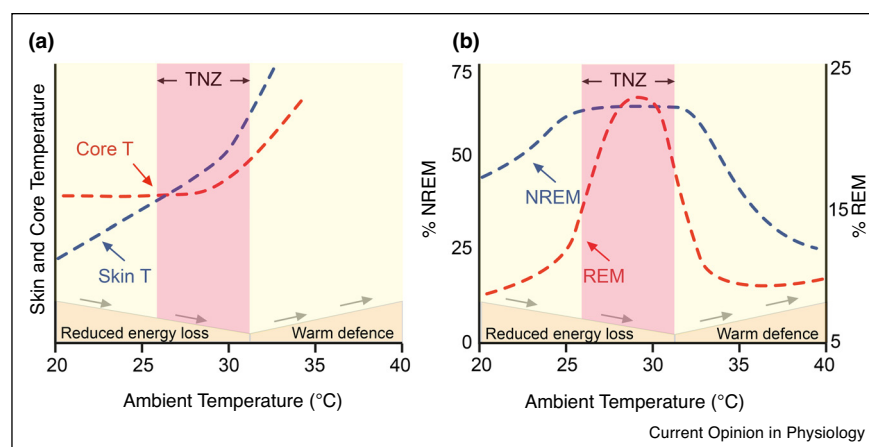 (a)
TNZ
Core T
Skin T
Skin and Core Temperature
Reduced energy loss
Warm defence
20 25 30 35 40
Ambient Temperature (°C)
(b)
75
50
25
0
% NREM
TNZ
NREM
REM
25
15
5
% REM
Reduced energy loss
Warm defence
20 25 30 35 40
Ambient Temperature (°C)
Current Opinion in Physiology